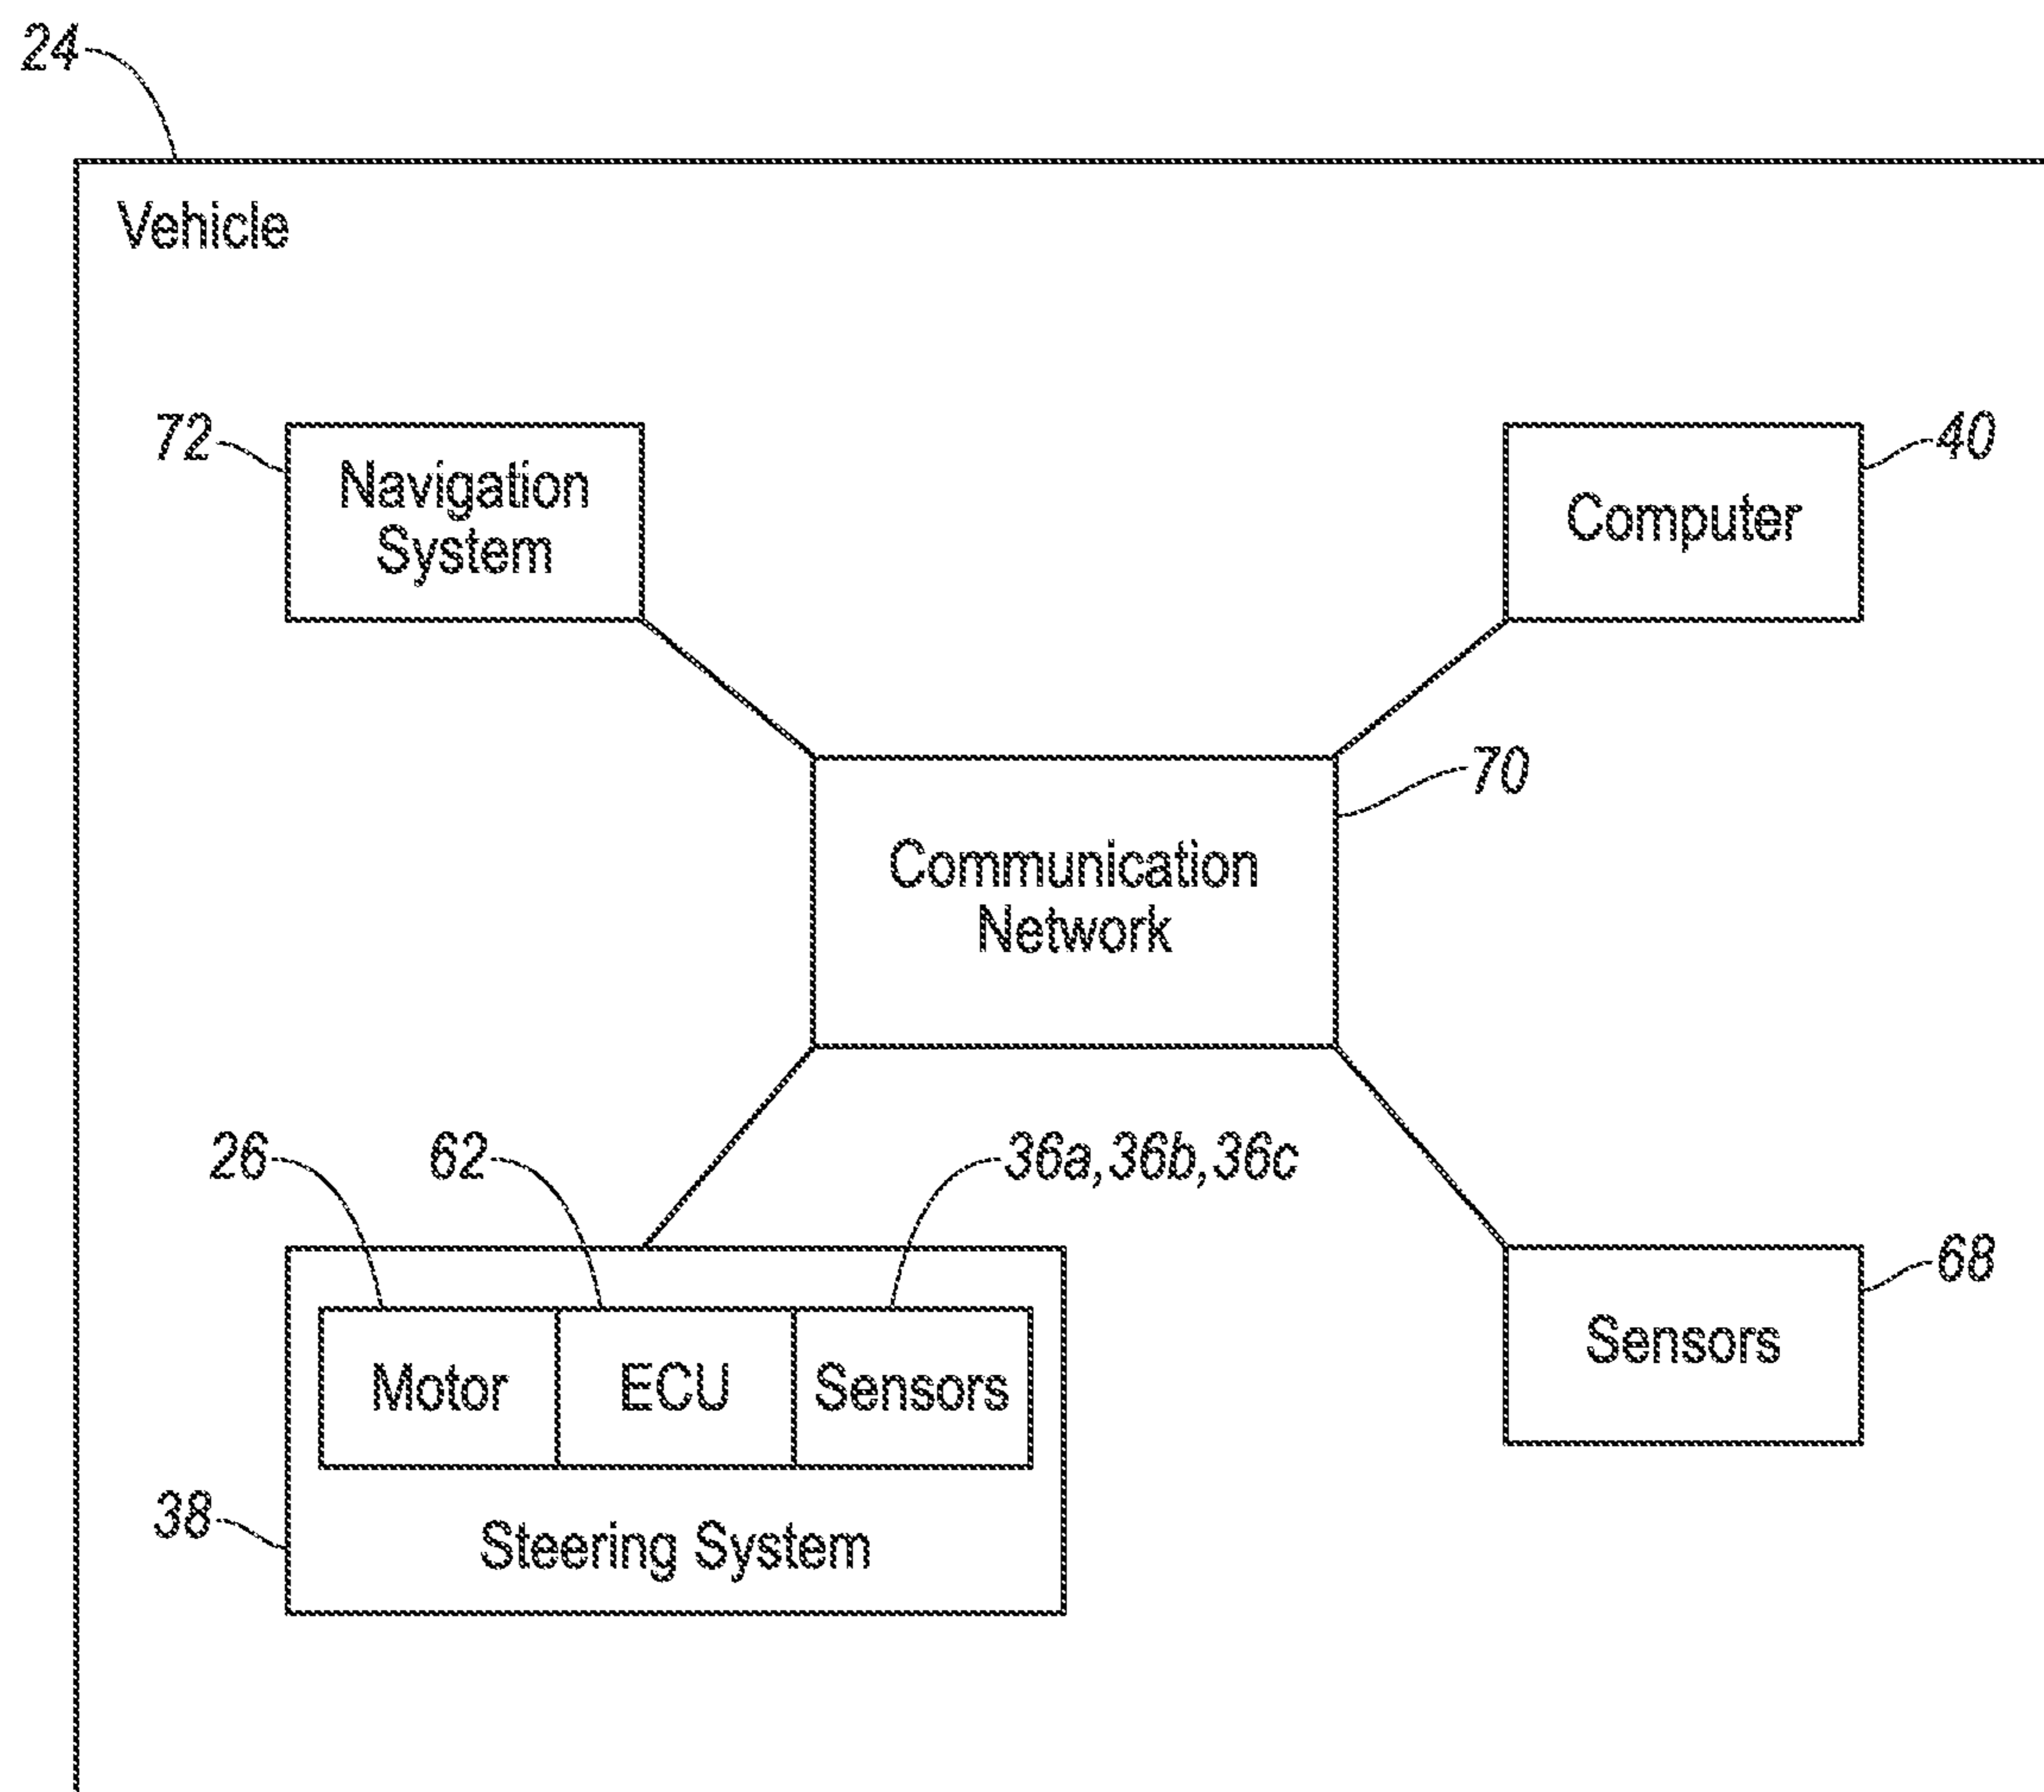 24
Vehicle
72
Navigation
System
Computer
40
70
Communication
Network
26
62
36a,36b,36c
68
Sensors
Motor
ECU
Sensors
38
Steering System